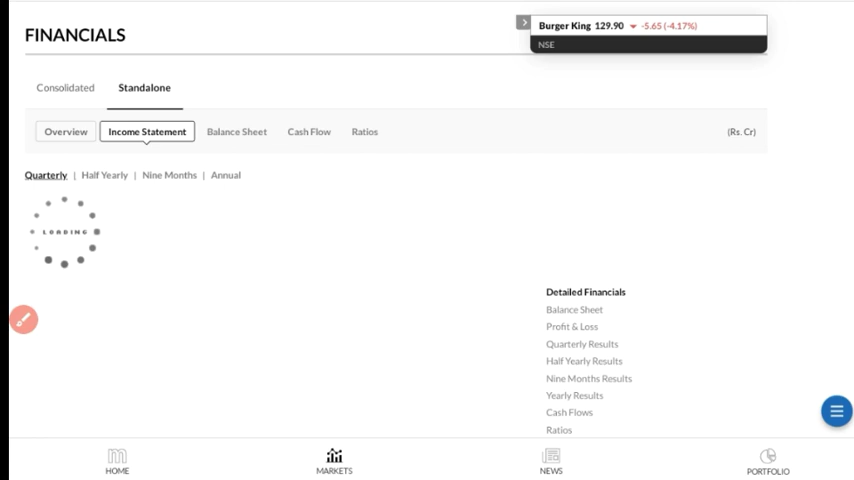 FINANCIALS
Burger King 129.90 -5.65 (-4.17%)
NSE
Consolidated Standalone
Overview Income Statement Balance Sheet Cash Flow Ratios (Rs. Cr)
Quarterly | Half Yearly | Nine Months | Annual
LOADING
Detailed Financials
Balance Sheet
Profit & Loss
Quarterly Results
Half Yearly Results
Nine Months Results
Yearly Results
Cash Flows
Ratios
HOME MARKETS NEWS PORTFOLIO